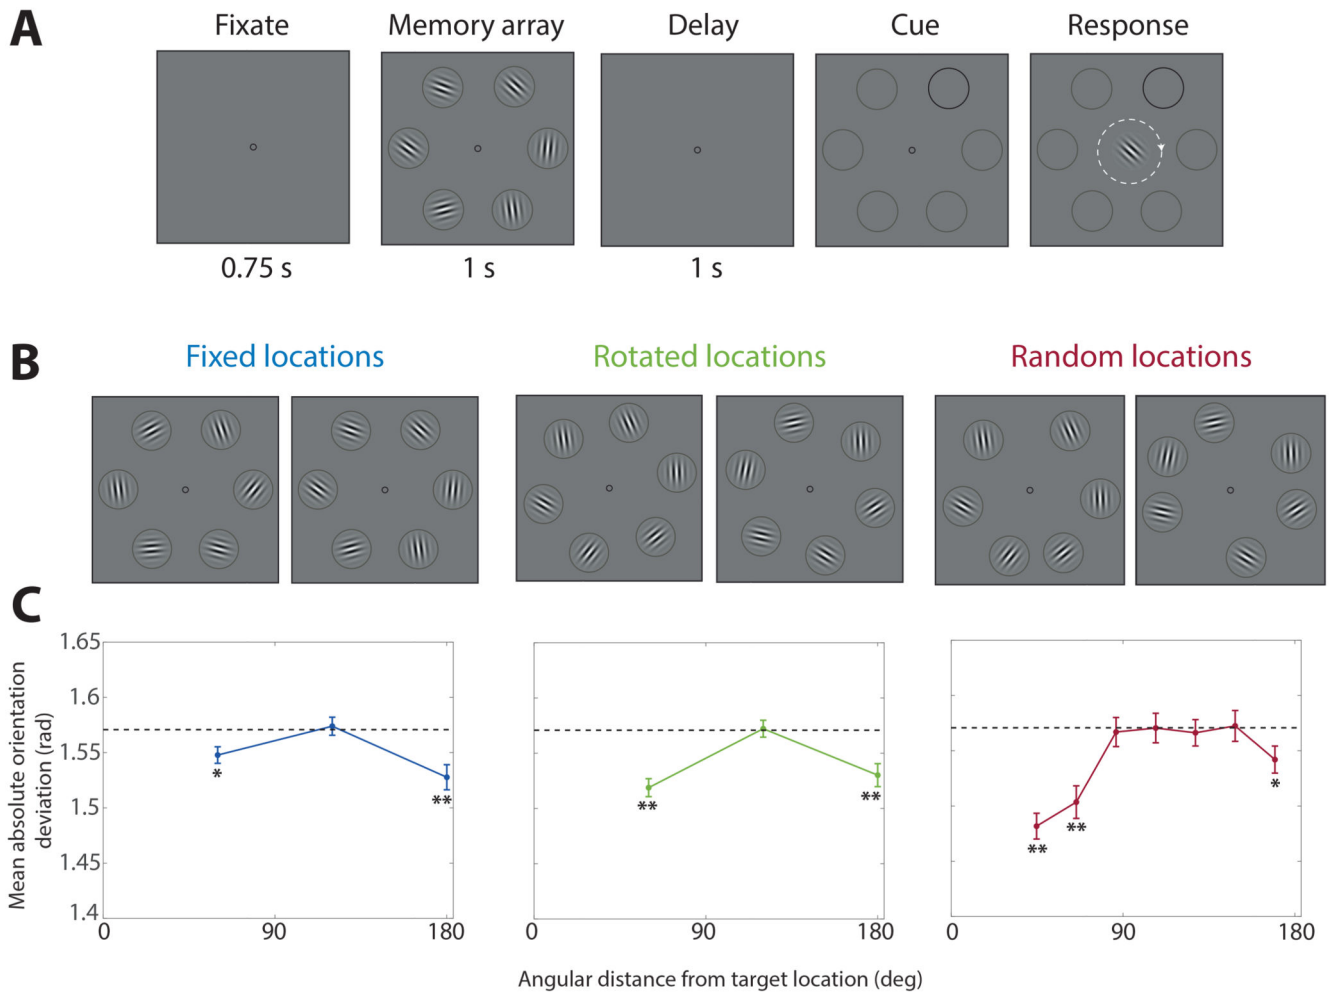 A
Fixate
Memory array
Delay
Cue
Response
0.75 s
1 s
1 s
B
Fixed locations
Rotated locations
Random locations
C
Mean absolute orientation
deviation (rad)
1.65
1.6
1.55
1.5
1.45
1.4
*
**
**
**
**
**
*
0
90
180
0
90
180
0
90
180
Angular distance from target location (deg)